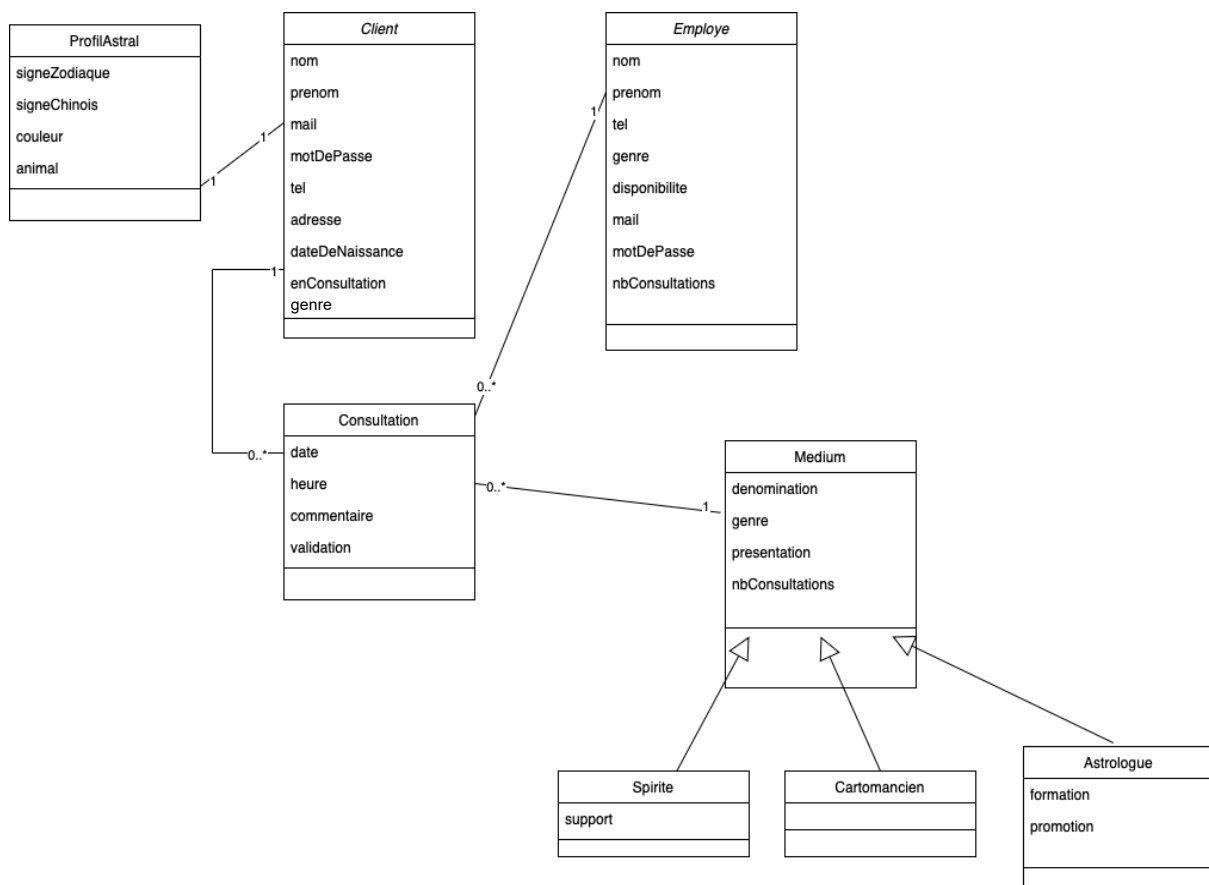 ProfilAstral
signeZodiaque
signeChinois
couleur
animal
1
1
Client
nom
prenom
mail
motDePasse
tel
adresse
dateDeNaissance
enConsultation
genre
1
0..*
Employe
nom
prenom
tel
genre
disponibilite
mail
motDePasse
nbConsultations
1
0..*
Consultation
date
heure
commentaire
validation
0..*
1
Medium
denomination
genre
presentation
nbConsultations
Spirite
support
Cartomancien
Astrologue
formation
promotion